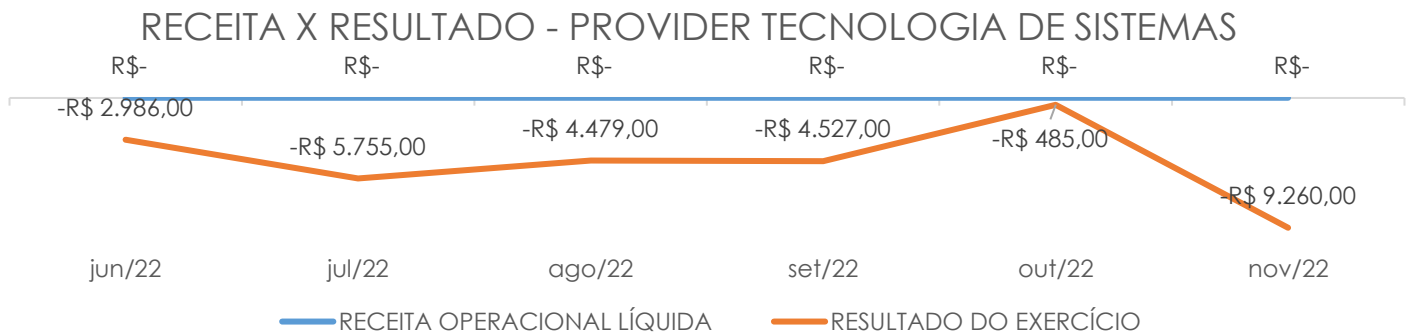 RECEITA X RESULTADO - PROVIDER TECNOLOGIA DE SISTEMAS
R$- R$- R$- R$- R$- R$-
-R$ 2.986,00 -R$ 5.755,00 -R$ 4.479,00 -R$ 4.527,00 -R$ 485,00 -R$ 9.260,00
jun/22 jul/22 ago/22 set/22 out/22 nov/22
RECEITA OPERACIONAL LÍQUIDA RESULTADO DO EXERCÍCIO